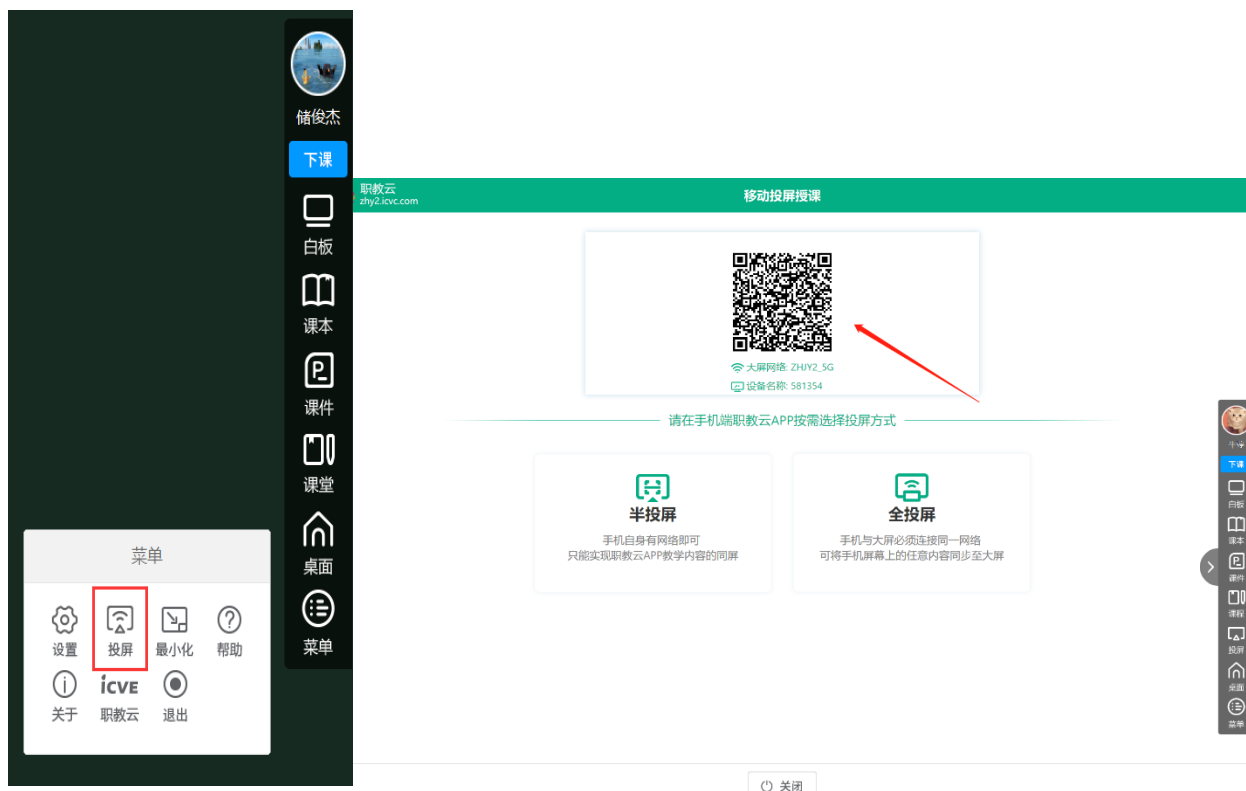 储俊杰
下课
白板
课本
课件
课堂
桌面
菜单
菜单
设置
投屏
最小化
帮助
关于
icve
职教云
退出
职教云
zhy2.icvc.com
移动投屏授课
大屏网络: ZHJY2_5G
设备名称: 581354
请在手机端职教云APP按需选择投屏方式
半投屏
手机自身有网络即可
只能实现职教云APP教学内容的同屏
全投屏
手机与大屏必须连接同一网络
可将手机屏幕上的任意内容同步至大屏
下课
白板
课本
课件
课程
投屏
桌面
菜单
关闭